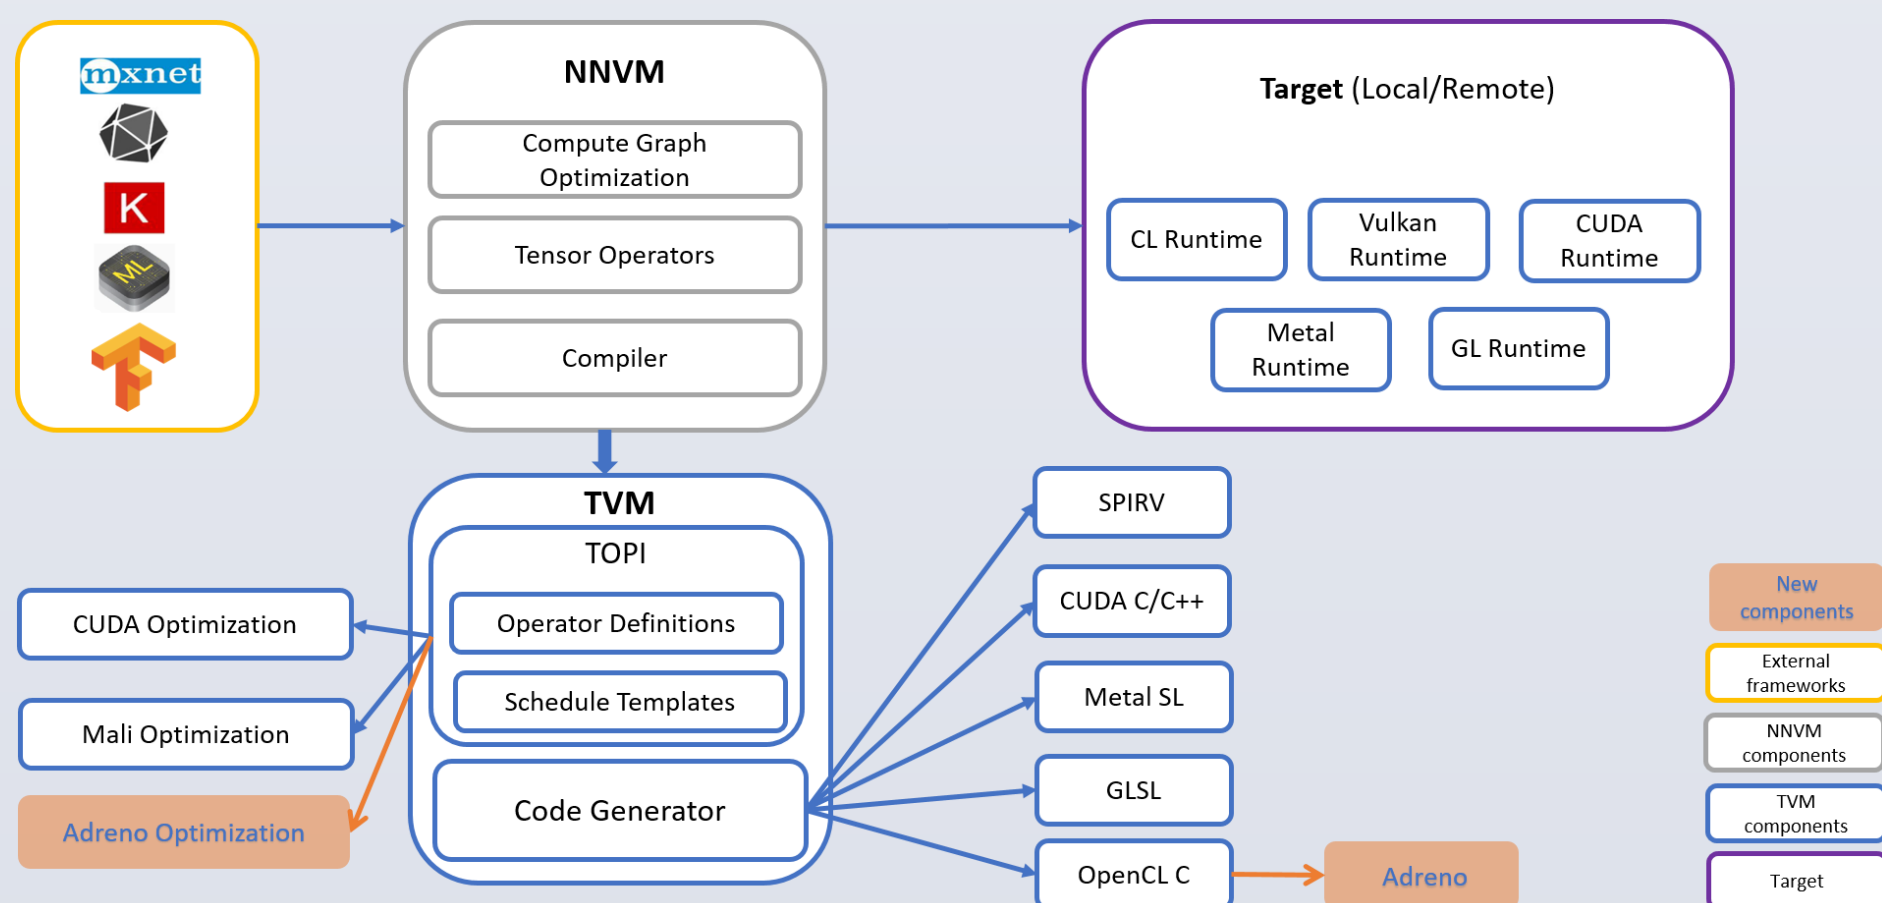 mxnet
K
ML
NNVM
Compute Graph
Optimization
Tensor Operators
Compiler
Target (Local/Remote)
CL Runtime
Vulkan
Runtime
CUDA
Runtime
Metal
Runtime
GL Runtime
TVM
TOPI
Operator Definitions
Schedule Templates
Code Generator
CUDA Optimization
Mali Optimization
Adreno Optimization
SPIRV
CUDA C/C++
Metal SL
GLSL
OpenCL C
Adreno
New
components
External
frameworks
NNVM
components
TVM
components
Target